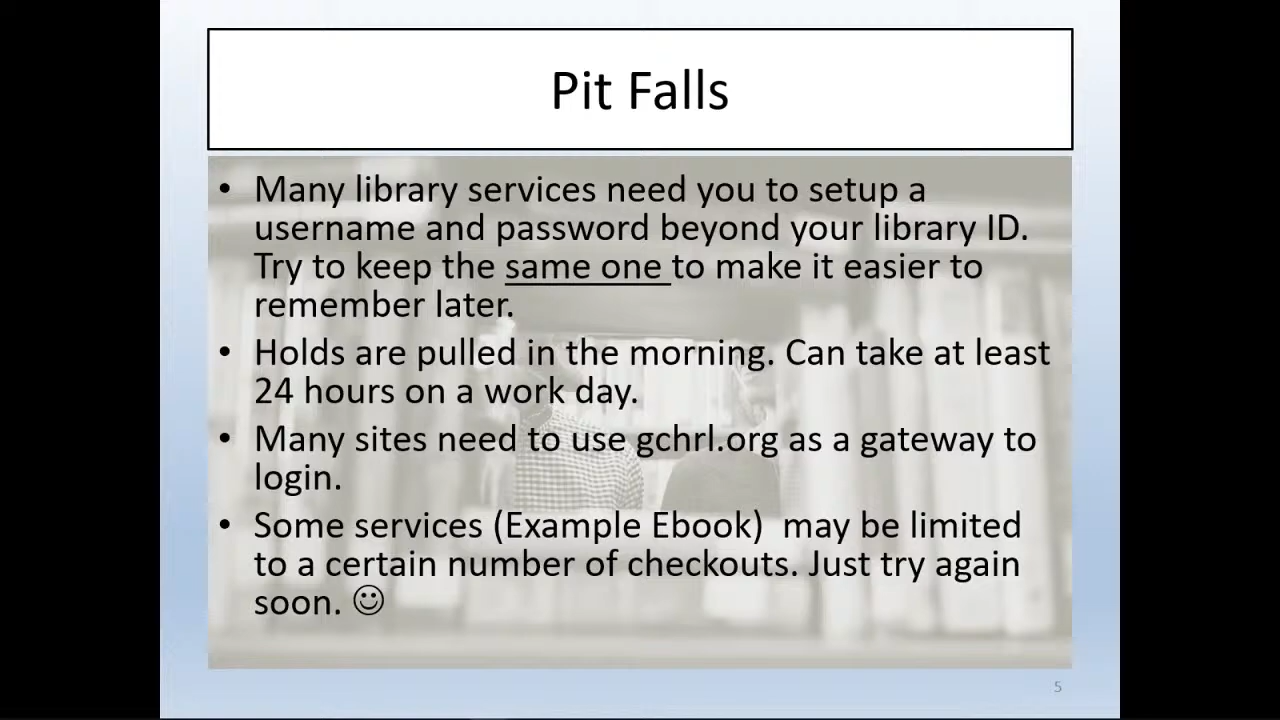 Pit Falls
• Many library services need you to setup a
username and password beyond your library ID.
Try to keep the same one to make it easier to
remember later.
• Holds are pulled in the morning. Can take at least
24 hours on a work day.
• Many sites need to use gchrl.org as a gateway to
login.
• Some services (Example Ebook)  may be limited
to a certain number of checkouts. Just try again
soon. ☺
5